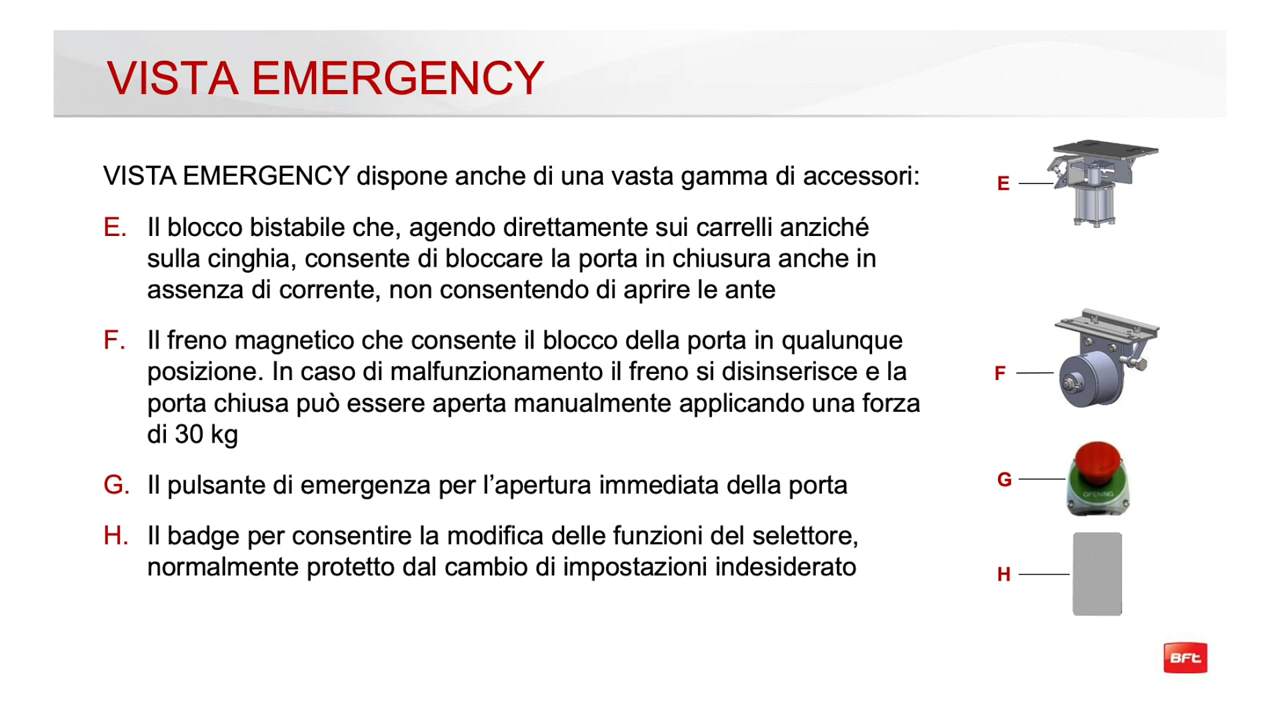 VISTA EMERGENCY
VISTA EMERGENCY dispone anche di una vasta gamma di accessori:
E. Il blocco bistabile che, agendo direttamente sui carrelli anziché
sulla cinghia, consente di bloccare la porta in chiusura anche in
assenza di corrente, non consentendo di aprire le ante
F. Il freno magnetico che consente il blocco della porta in qualunque
posizione. In caso di malfunzionamento il freno si disinserisce e la
porta chiusa può essere aperta manualmente applicando una forza
di 30 kg
G. Il pulsante di emergenza per l’apertura immediata della porta
H. Il badge per consentire la modifica delle funzioni del selettore,
normalmente protetto dal cambio di impostazioni indesiderato
E
F
G
OPENING
H
BFt